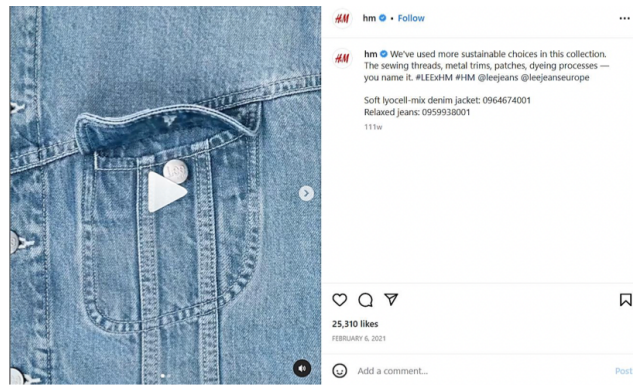 H&M
hm • Follow
H&M
hm We've used more sustainable choices in this collection.
The sewing threads, metal trims, patches, dyeing processes —
you name it. #LEExHM #HM @leejeans @leejeanseurope
Soft lyocell-mix denim jacket: 0964674001
Relaxed jeans: 0959938001
111w
Lee
25,310 likes
FEBRUARY 6, 2021
Add a comment...
Post